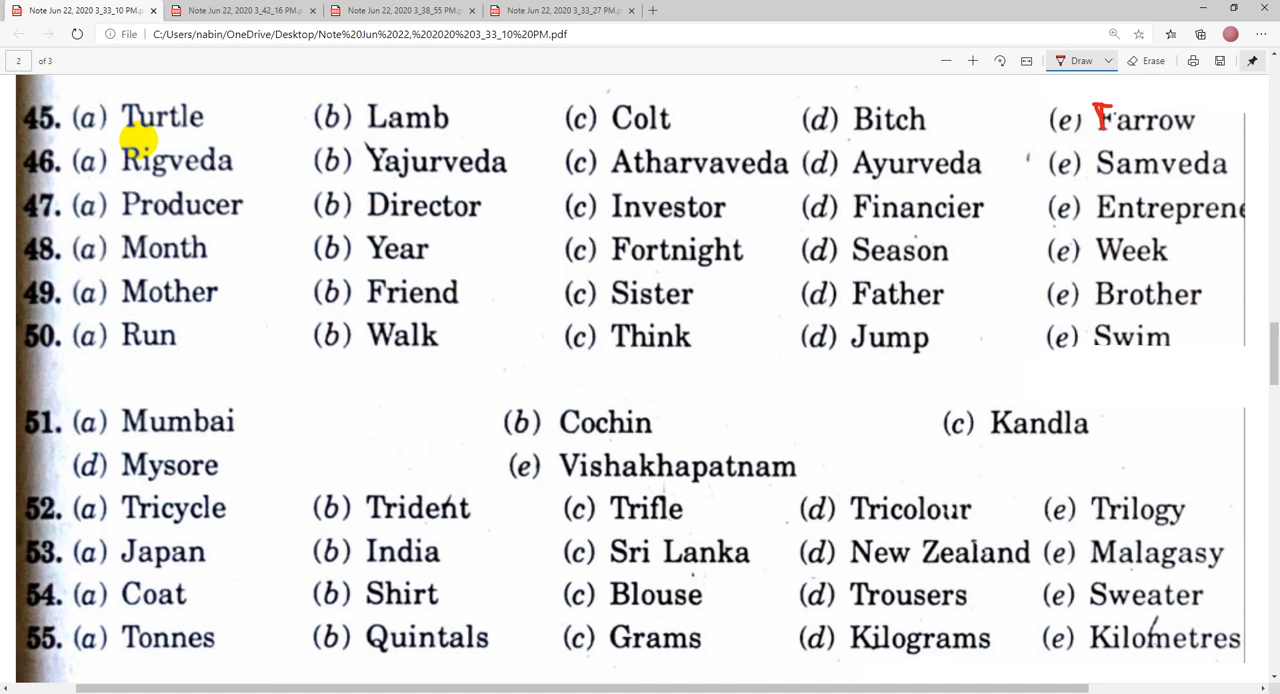 Note Jun 22, 2020 3_33_10 PM.p Note Jun 22, 2020 3_42_16 PM.p Note Jun 22, 2020 3_38_55 PM.p Note Jun 22, 2020 3_33_27 PM.p
File C:/Users/nabin/OneDrive/Desktop/Note%20Jun%2022,%202020%203_33_10%20PM.pdf
2 of 3 Draw Erase
45. (a) Turtle (b) Lamb (c) Colt (d) Bitch (e) Farrow
46. (a) Rigveda (b) Yajurveda (c) Atharvaveda (d) Ayurveda (e) Samveda
47. (a) Producer (b) Director (c) Investor (d) Financier (e) Entreprene
48. (a) Month (b) Year (c) Fortnight (d) Season (e) Week
49. (a) Mother (b) Friend (c) Sister (d) Father (e) Brother
50. (a) Run (b) Walk (c) Think (d) Jump (e) Swim
51. (a) Mumbai (b) Cochin (c) Kandla
(d) Mysore (e) Vishakhapatnam
52. (a) Tricycle (b) Trident (c) Trifle (d) Tricolour (e) Trilogy
53. (a) Japan (b) India (c) Sri Lanka (d) New Zealand (e) Malagasy
54. (a) Coat (b) Shirt (c) Blouse (d) Trousers (e) Sweater
55. (a) Tonnes (b) Quintals (c) Grams (d) Kilograms (e) Kilometres